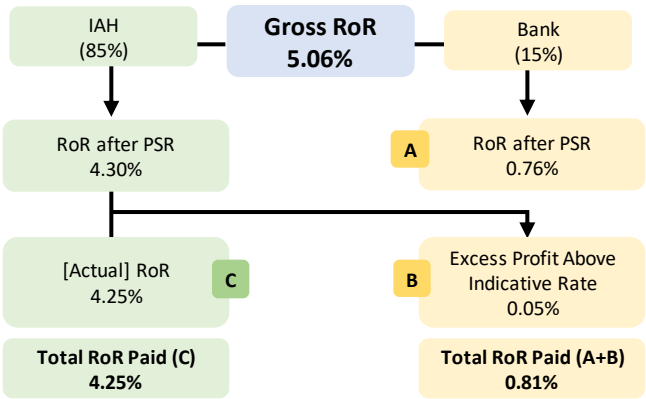 IAH
(85%)
Gross RoR
5.06%
Bank
(15%)
RoR after PSR
4.30%
A
RoR after PSR
0.76%
[Actual] RoR
4.25%
C
B
Excess Profit Above
Indicative Rate
0.05%
Total RoR Paid (C)
4.25%
Total RoR Paid (A+B)
0.81%